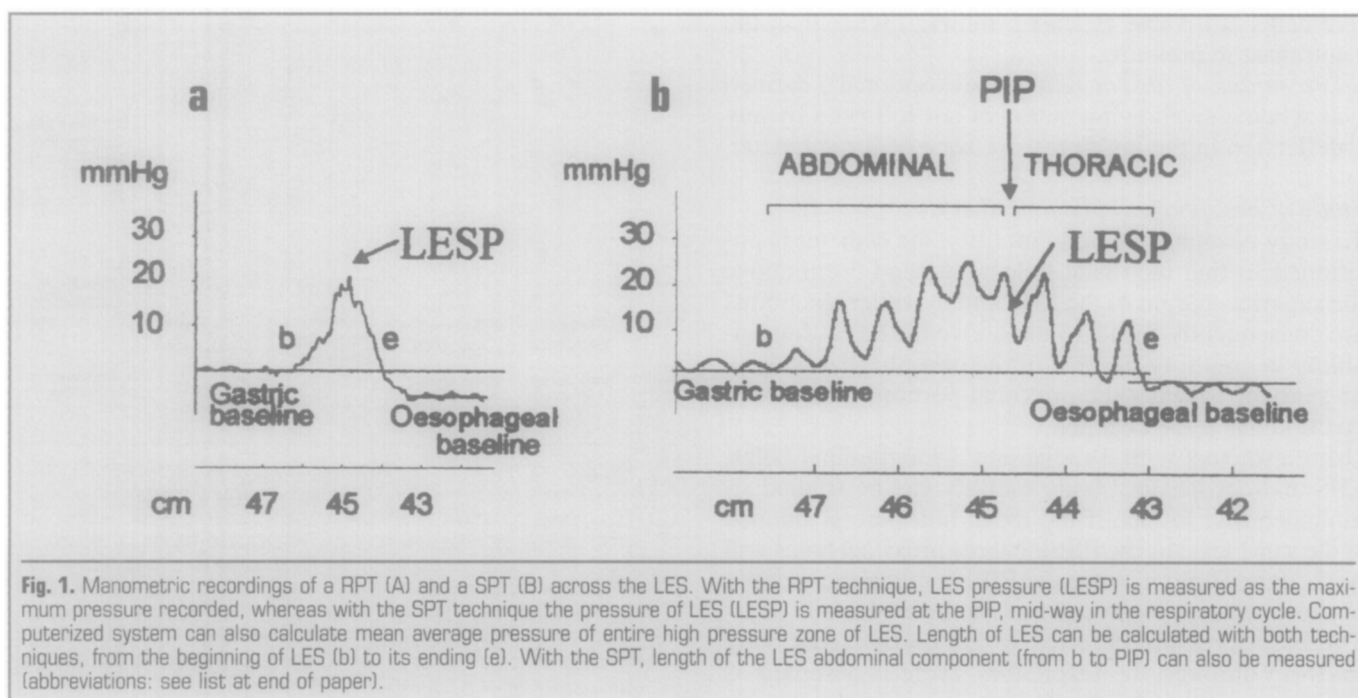 a
mmHg
30
20
10
LESP
b
e
Gastric
baseline
Oesophageal
baseline
cm 47 45 43
b
PIP
ABDOMINAL THORACIC
mmHg
30
20
10
LESP
b
e
Gastric baseline
Oesophageal baseline
cm 47 46 45 44 43 42
Fig. 1. Manometric recordings of a RPT (A) and a SPT (B) across the LES. With the RPT technique, LES pressure (LESP) is measured as the maxi-
mum pressure recorded, whereas with the SPT technique the pressure of LES (LESP) is measured at the PIP, mid-way in the respiratory cycle. Com-
puterized system can also calculate mean average pressure of entire high pressure zone of LES. Length of LES can be calculated with both tech-
niques, from the beginning of LES (b) to its ending (e). With the SPT, length of the LES abdominal component (from b to PIP) can also be measured
(abbreviations: see list at end of paper).